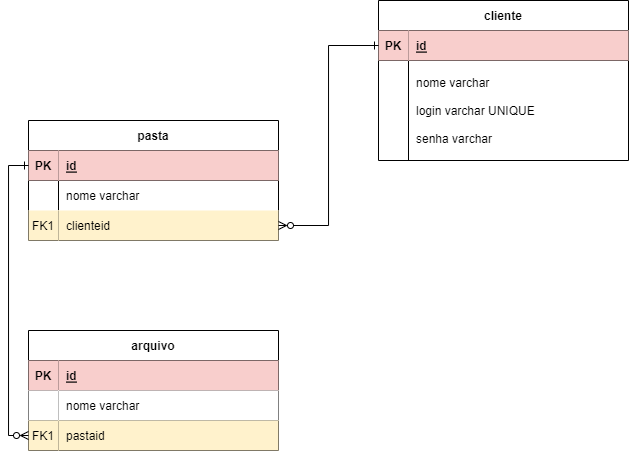 cliente
PK id
nome varchar
login varchar UNIQUE
senha varchar
pasta
PK id
nome varchar
FK1 clienteid
arquivo
PK id
nome varchar
FK1 pastaid